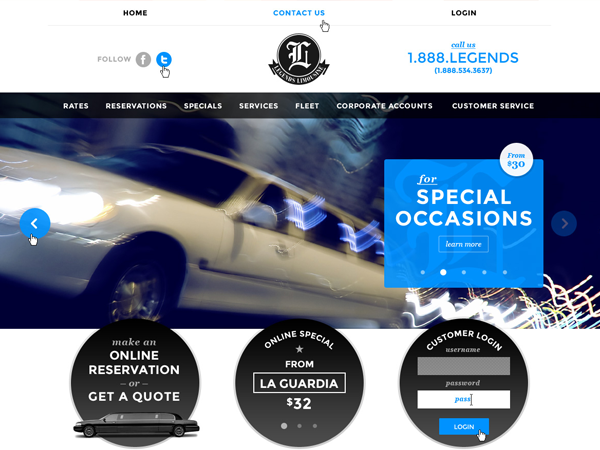 HOME CONTACT US LOGIN
FOLLOW f t
L
LEGENDS LIMOUSINE
call us
1.888.LEGENDS
(1.888.534.3637)
RATES RESERVATIONS SPECIALS SERVICES FLEET CORPORATE ACCOUNTS CUSTOMER SERVICE
From
$30
for
SPECIAL
OCCASIONS
learn more
make an
ONLINE
RESERVATION
– or –
GET A QUOTE
ONLINE SPECIAL
FROM
LA GUARDIA
$32
CUSTOMER LOGIN
username
password
pass
LOGIN